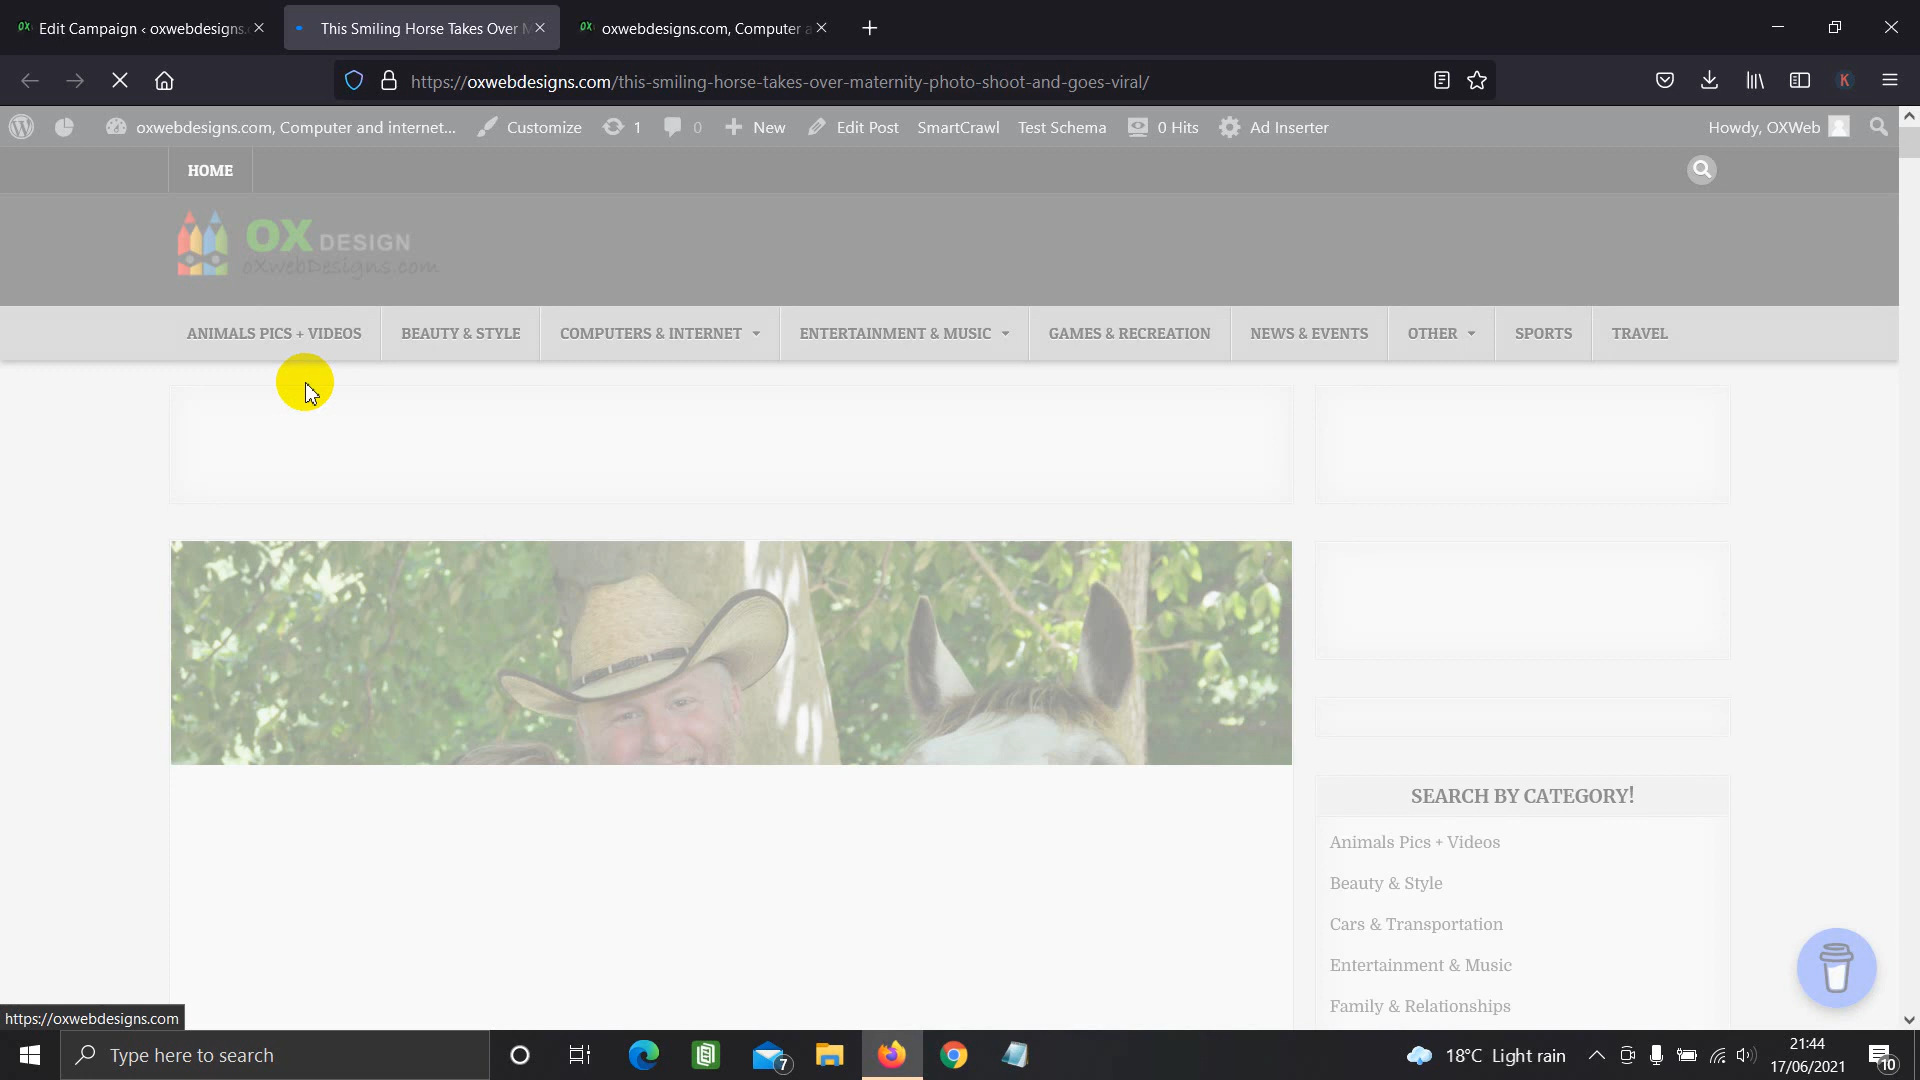 Edit Campaign ‹ oxwebdesigns.
This Smiling Horse Takes Over M
oxwebdesigns.com, Computer a
https://oxwebdesigns.com/this-smiling-horse-takes-over-maternity-photo-shoot-and-goes-viral/
K
oxwebdesigns.com, Computer and internet... Customize 1 0 New Edit Post SmartCrawl Test Schema 0 Hits Ad Inserter Howdy, OXWeb
HOME
OX DESIGN
oXwebDesigns.com
ANIMALS PICS + VIDEOS BEAUTY & STYLE COMPUTERS & INTERNET ENTERTAINMENT & MUSIC GAMES & RECREATION NEWS & EVENTS OTHER SPORTS TRAVEL
SEARCH BY CATEGORY!
Animals Pics + Videos
Beauty & Style
Cars & Transportation
Entertainment & Music
Family & Relationships
https://oxwebdesigns.com
Type here to search
7
18°C Light rain
21:44
17/06/2021
10